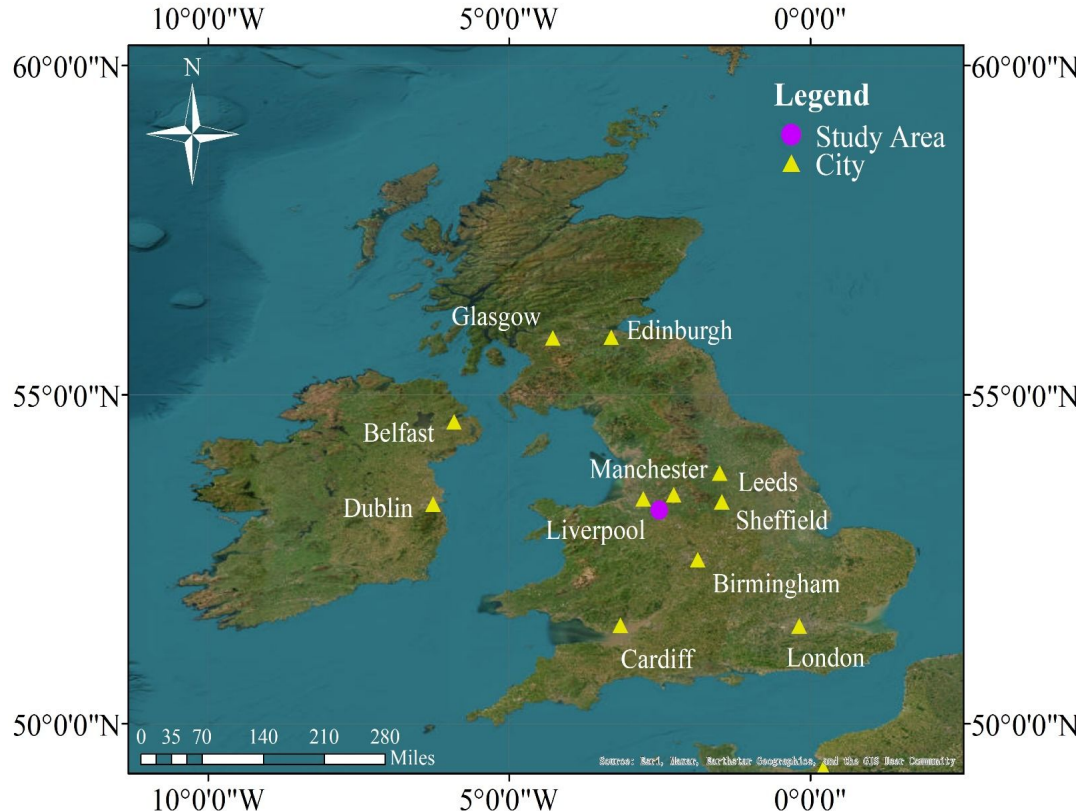 10°0'0"W 5°0'0"W 0°0'0"
60°0'0"N 60°0'0"N
N
Legend
Study Area
City
Glasgow
Edinburgh
55°0'0"N 55°0'0"N
Belfast
Manchester
Leeds
Dublin
Sheffield
Liverpool
Birmingham
Cardiff
London
50°0'0"N 50°0'0"N
0 35 70 140 210 280
Miles
Source: Esri, Maxar, Earthstar Geographics, and the GIS User Community
10°0'0"W 5°0'0"W 0°0'0"